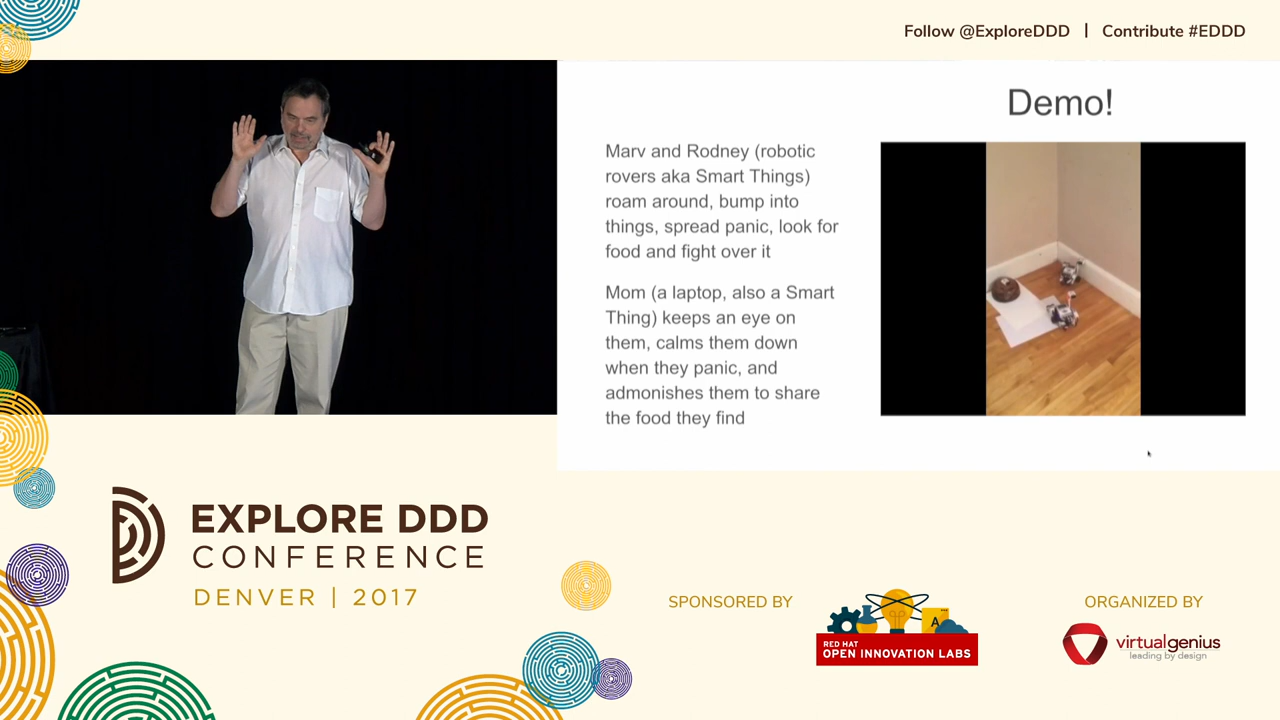 Follow @ExploreDDD | Contribute #EDDD
Demo!
Marv and Rodney (robotic
rovers aka Smart Things)
roam around, bump into
things, spread panic, look for
food and fight over it
Mom (a laptop, also a Smart
Thing) keeps an eye on
them, calms them down
when they panic, and
admonishes them to share
the food they find
EXPLORE DDD
CONFERENCE
DENVER | 2017
SPONSORED BY
A
RED HAT
OPEN INNOVATION LABS
ORGANIZED BY
virtualgenius
leading by design